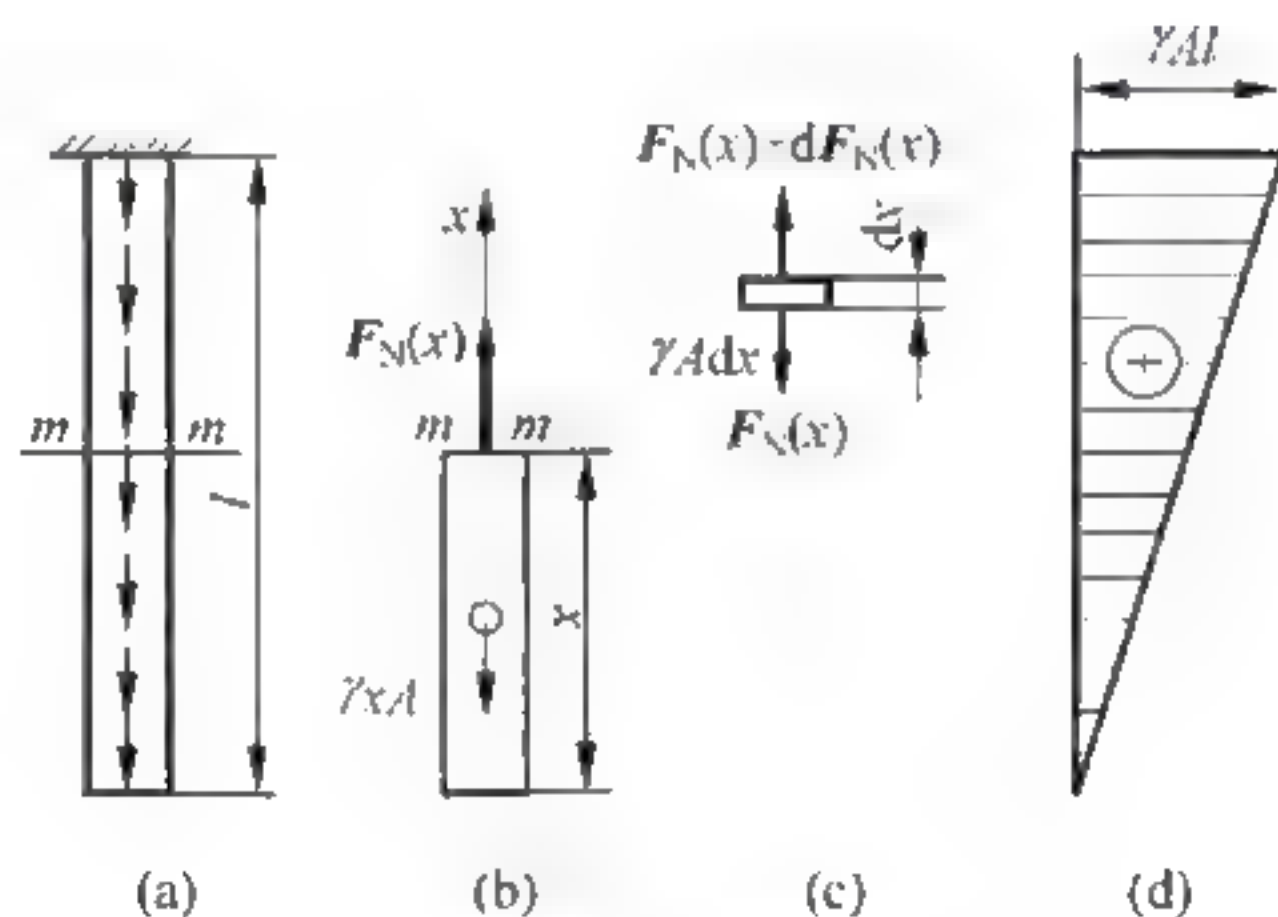 γAl
F_N(x)·dF_N(x)
dx
x
F_N(x)
γAdx
m m
m m
F_N(x)
l
x
γxA
+
(a) (b) (c) (d)